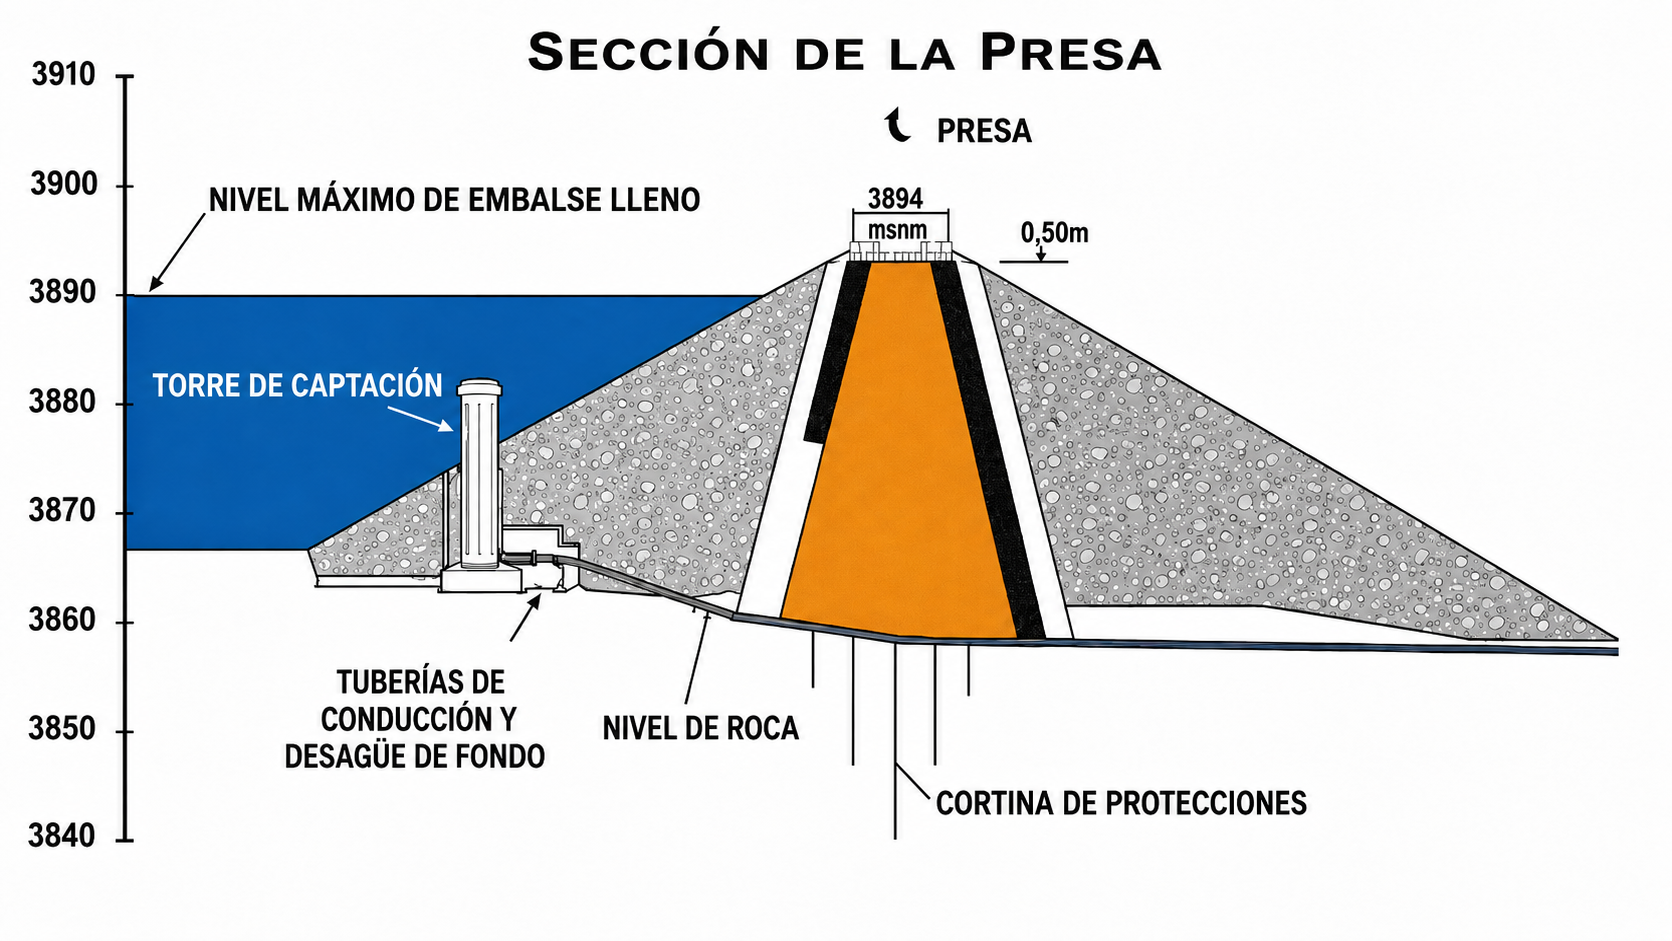 SECCIÓN DE LA PRESA
3910
PRESA
3900
NIVEL MÁXIMO DE EMBALSE LLENO
3894
msnm
0,50m
3890
TORRE DE CAPTACIÓN
3880
3870
3860
TUBERÍAS DE
CONDUCCIÓN Y
DESAGÜE DE FONDO
NIVEL DE ROCA
3850
CORTINA DE PROTECCIONES
3840